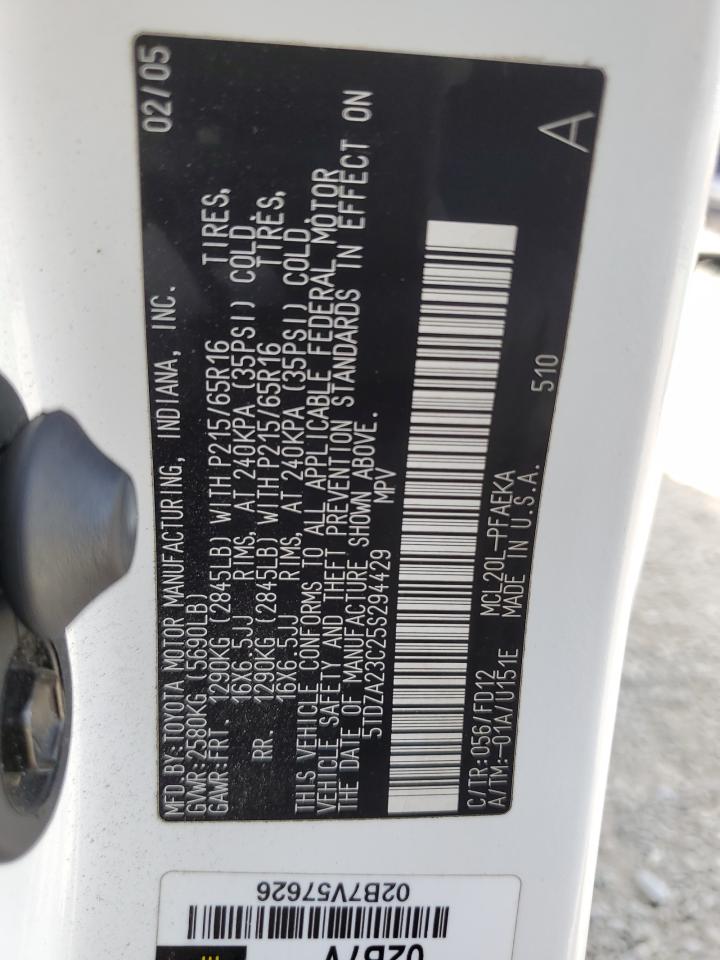 MFD BY:TOYOTA MOTOR MANUFACTURING, INDIANA, INC. 02/05
GVWR:2580KG (5690LB)
GAWR:FRT. 1290KG (2845LB) WITH P215/65R16 TIRES,
16X6.5JJ RIMS, AT 240KPA (35PSI) COLD.
RR. 1290KG (2845LB) WITH P215/65R16 TIRES,
16X6.5JJ RIMS, AT 240KPA (35PSI) COLD.
THIS VEHICLE CONFORMS TO ALL APPLICABLE FEDERAL MOTOR
VEHICLE SAFETY AND THEFT PREVENTION STANDARDS IN EFFECT ON
THE DATE OF MANUFACTURE SHOWN ABOVE.
5TDZA23C25S294429 MPV
C/TR:056/FD12 MCL20L-PFAEKA
A/TM:-01A/U151E MADE IN U.S.A. 510 A
02B7V
02B7V57626